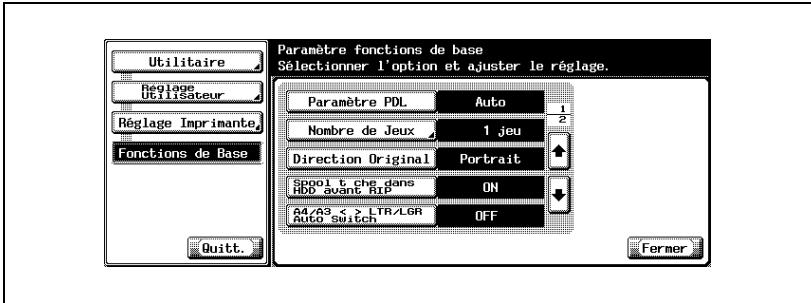 Utilitaire
Réglage
Utilisateur
Réglage Imprimante
Fonctions de Base
Quitt.
Paramètre fonctions de base
Sélectionner l'option et ajuster le réglage.
Paramètre PDL Auto
Nombre de Jeux 1 jeu
Direction Original Portrait
Spool t che dans
HDD avant RIP ON
A4/A3 < > LTR/LGR
Auto Switch OFF
1
2
Fermer